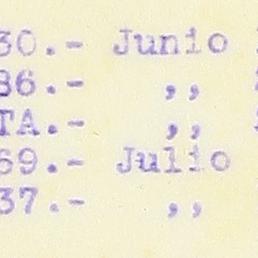 30.- Junio
86.- ,,
TA.- ,,
69.- Julio
37.- ,,